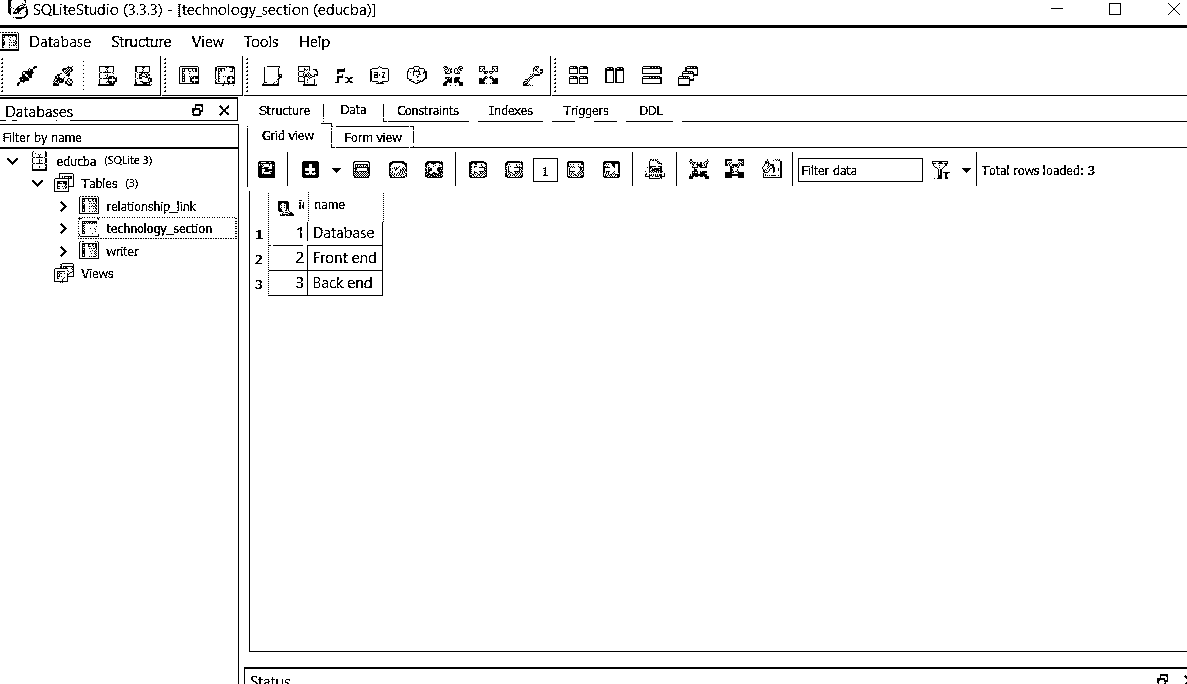 SQLiteStudio (3.3.3) - [technology_section (educba)]
Database Structure View Tools Help
Databases
Filter by name
educba (SQLite 3)
Tables (3)
relationship_link
technology_section
writer
Views
Structure Data Constraints Indexes Triggers DDL
Grid view Form view
1 Filter data Total rows loaded: 3
name
1 1 Database
2 2 Front end
3 3 Back end
Status